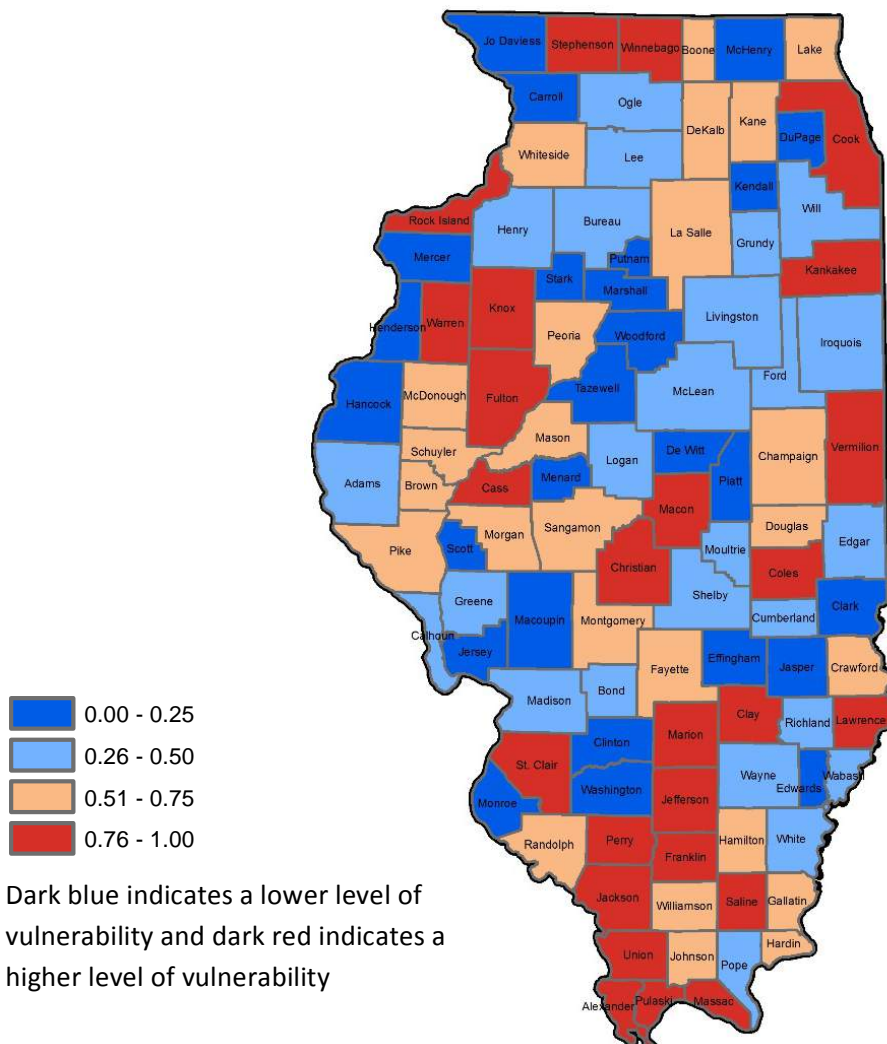 Jo Daviess
Stephenson
Winnebago
Boone
McHenry
Lake
Carroll
Ogle
DeKalb
Kane
DuPage
Cook
Whiteside
Lee
Kendall
Will
Rock Island
Henry
Bureau
La Salle
Grundy
Mercer
Putnam
Kankakee
Stark
Marshall
Henderson
Warren
Knox
Peoria
Woodford
Livingston
Iroquois
Hancock
McDonough
Fulton
Tazewell
McLean
Ford
Schuyler
Mason
Logan
De Witt
Champaign
Vermilion
Adams
Brown
Cass
Menard
Piatt
Macon
Pike
Scott
Morgan
Sangamon
Moultrie
Douglas
Edgar
Christian
Coles
Greene
Shelby
Calhoun
Macoupin
Montgomery
Cumberland
Clark
Jersey
Fayette
Effingham
Jasper
Crawford
Madison
Bond
Clay
Richland
Lawrence
Clinton
Marion
St. Clair
Wayne
Edwards
Wabash
Monroe
Washington
Jefferson
Randolph
Perry
Hamilton
White
Franklin
Jackson
Williamson
Saline
Gallatin
Union
Johnson
Pope
Hardin
Alexander
Pulaski
Massac
0.00 - 0.25
0.26 - 0.50
0.51 - 0.75
0.76 - 1.00
Dark blue indicates a lower level of
vulnerability and dark red indicates a
higher level of vulnerability